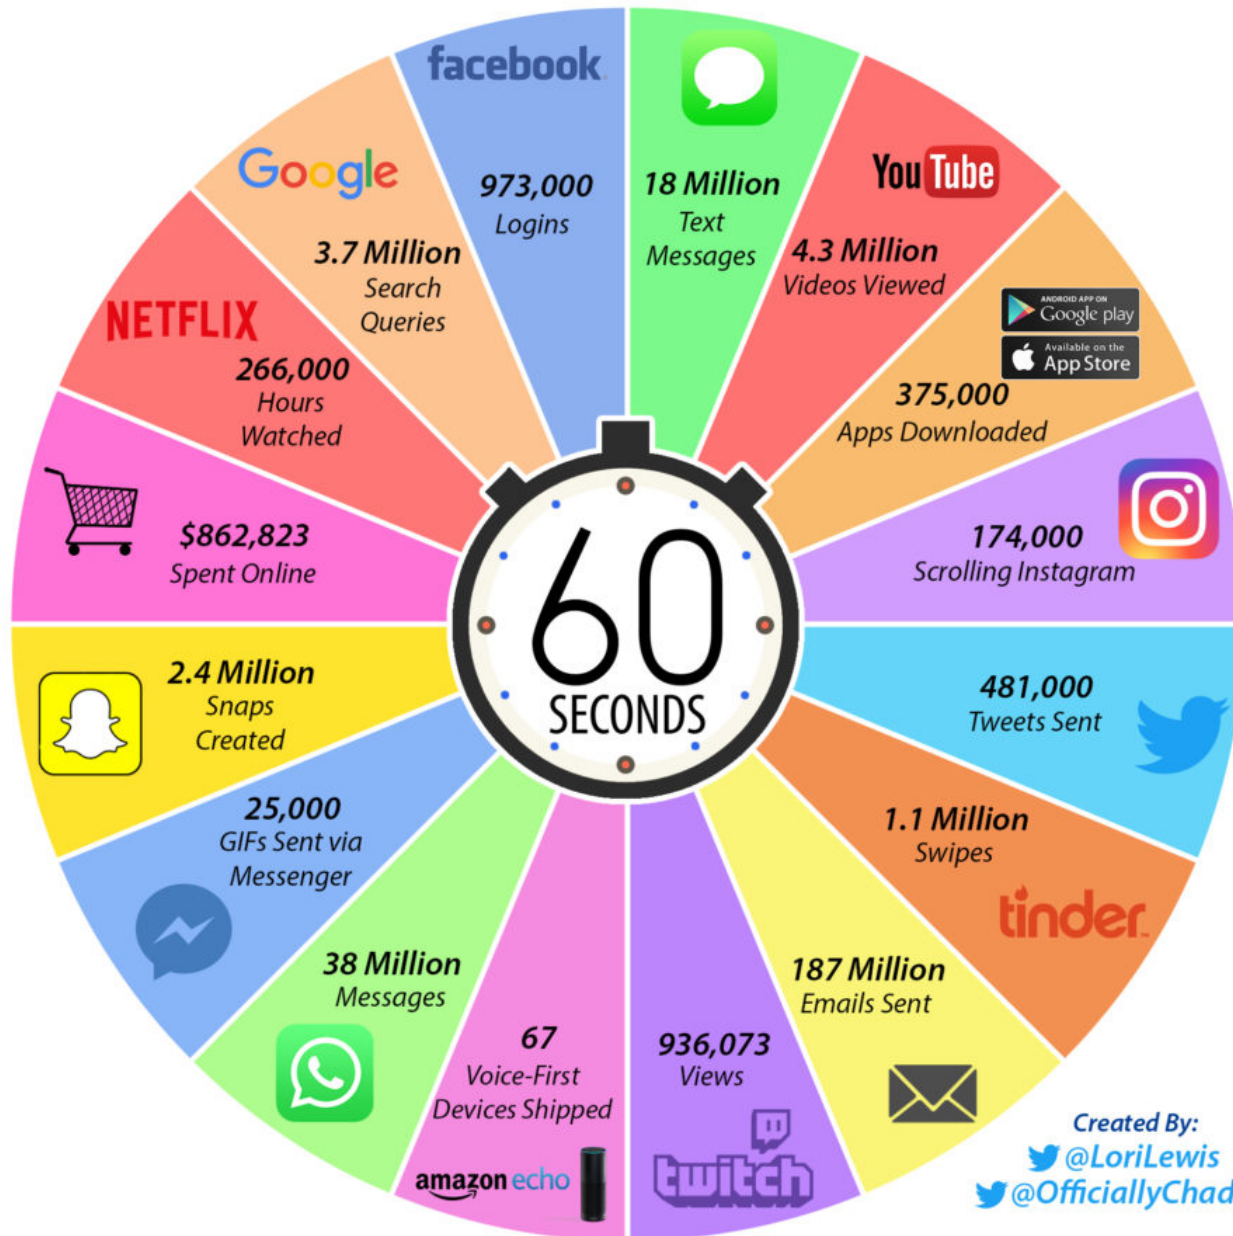 facebook
973,000
Logins
18 Million
Text
Messages
YouTube
4.3 Million
Videos Viewed
ANDROID APP ON
Google play
Available on the
App Store
375,000
Apps Downloaded
174,000
Scrolling Instagram
481,000
Tweets Sent
1.1 Million
Swipes
tinder
187 Million
Emails Sent
936,073
Views
twitch
67
Voice-First
Devices Shipped
amazon echo
38 Million
Messages
25,000
GIFs Sent via
Messenger
2.4 Million
Snaps
Created
$862,823
Spent Online
NETFLIX
266,000
Hours
Watched
Google
3.7 Million
Search
Queries
60
SECONDS
Created By:
@LoriLewis
@OfficiallyChad